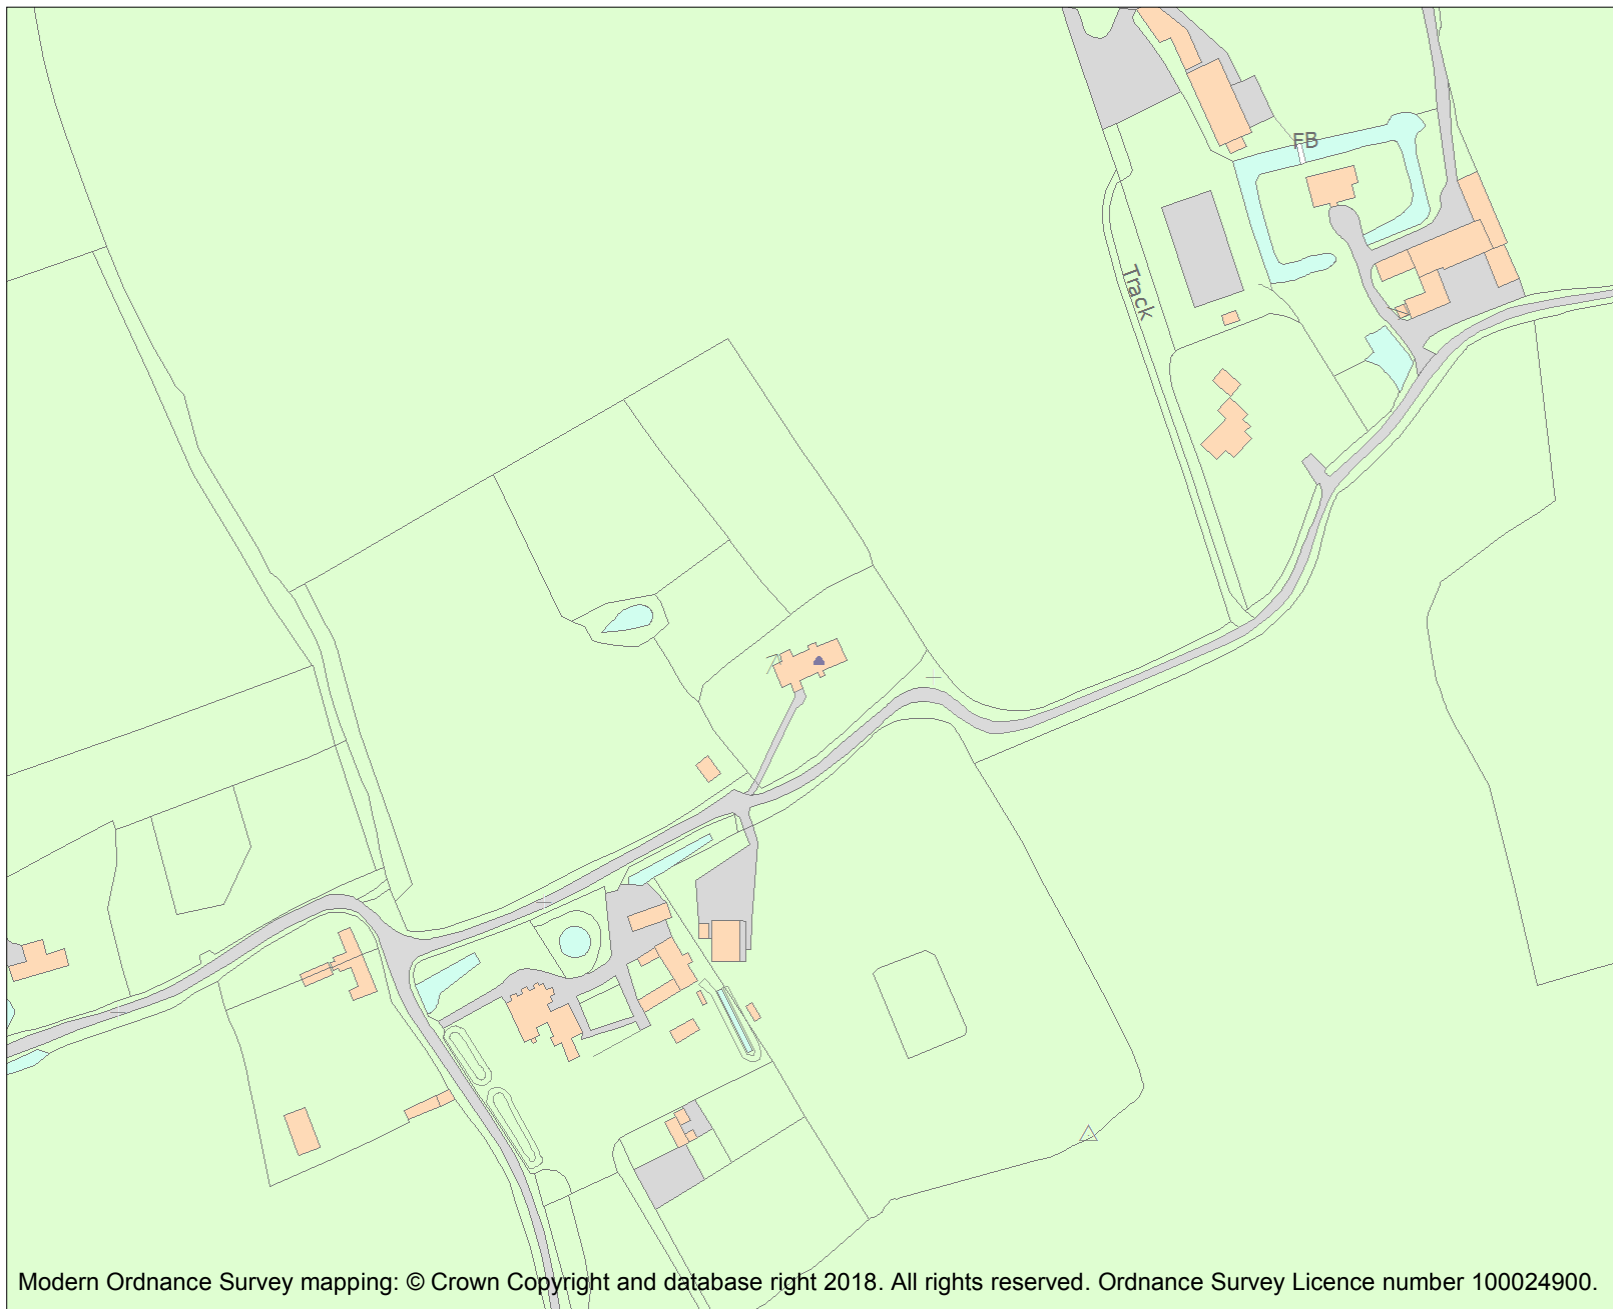 FB
Track
Modern Ordnance Survey mapping: © Crown Copyright and database right 2018. All rights reserved. Ordnance Survey Licence number 100024900.